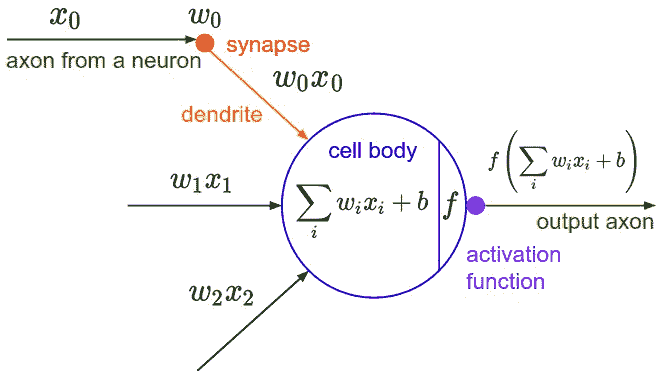 x₀
w₀
axon from a neuron
synapse
w₀x₀
dendrite
cell body
w₁x₁
∑ᵢ wᵢxᵢ + b
f
f(∑ᵢ wᵢxᵢ + b)
output axon
activation
function
w₂x₂